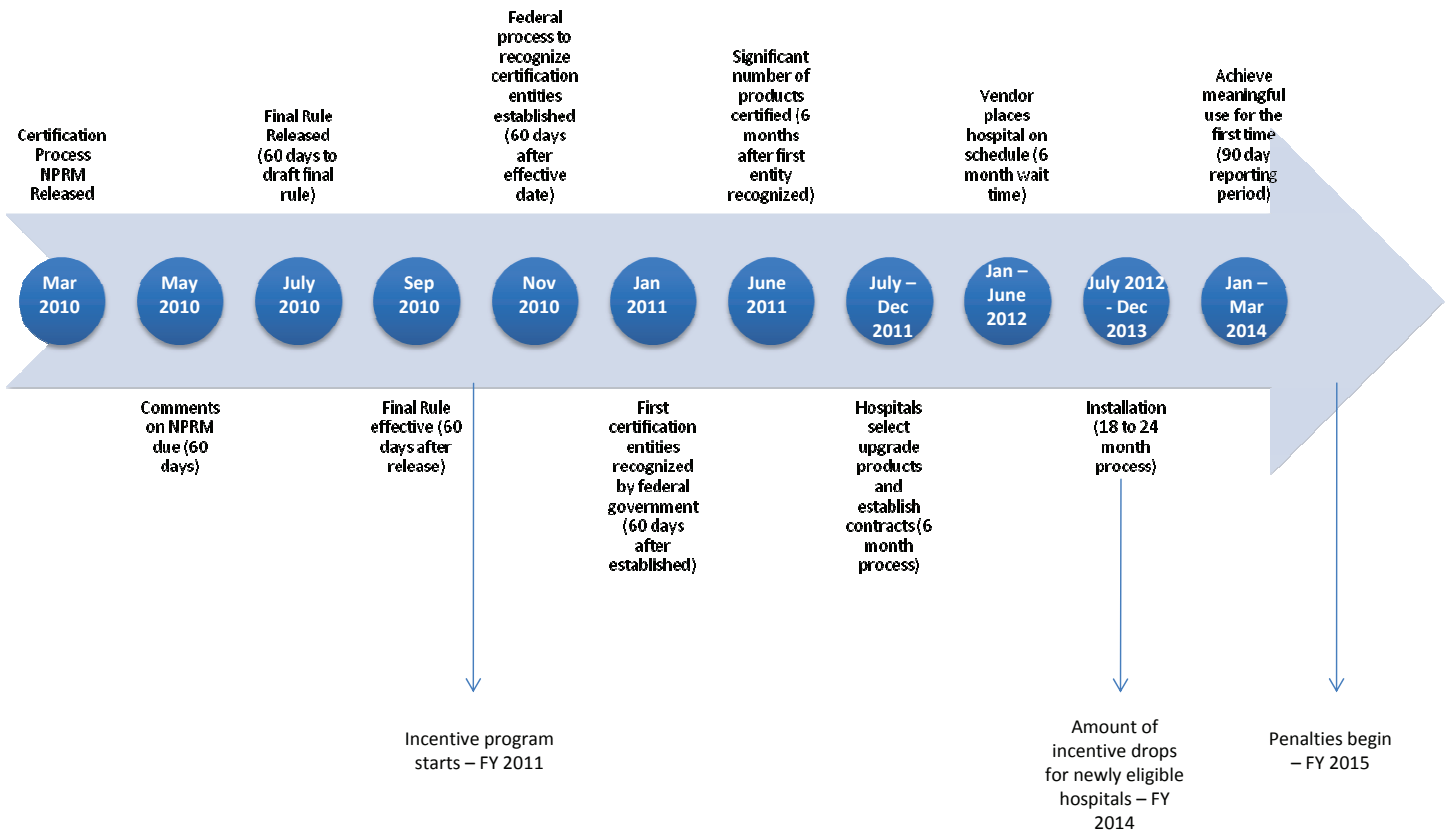 Certification
Process
NPRM
Released
Final Rule
Released
(60 days to
draft final
rule)
Federal
process to
recognize
certification
entities
established
(60 days
after
effective
date)
Significant
number of
products
certified (6
months
after first
entity
recognized)
Vendor
places
hospital on
schedule (6
month wait
time)
Achieve
meaningful
use for the
first time
(90 day
reporting
period)
Mar
2010
May
2010
July
2010
Sep
2010
Nov
2010
Jan
2011
June
2011
July –
Dec
2011
Jan –
June
2012
July 2012
- Dec
2013
Jan –
Mar
2014
Comments
on NPRM
due (60
days)
Final Rule
effective (60
days after
release)
First
certification
entities
recognized
by federal
government
(60 days
after
established)
Hospitals
select
upgrade
products
and
establish
contracts (6
month
process)
Installation
(18 to 24
month
process)
Incentive program
starts – FY 2011
Amount of
incentive drops
for newly eligible
hospitals – FY
2014
Penalties begin
– FY 2015